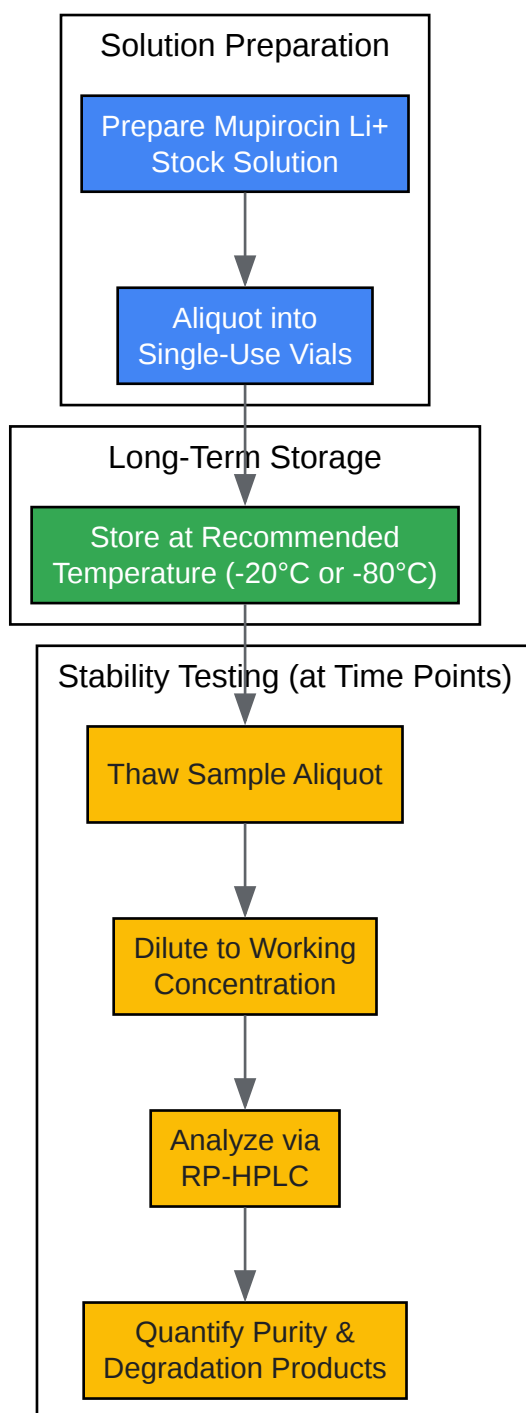 Solution Preparation
Prepare Mupirocin Li+
Stock Solution
Aliquot into
Single-Use Vials
Long-Term Storage
Store at Recommended
Temperature (-20°C or -80°C)
Stability Testing (at Time Points)
Thaw Sample Aliquot
Dilute to Working
Concentration
Analyze via
RP-HPLC
Quantify Purity &
Degradation Products